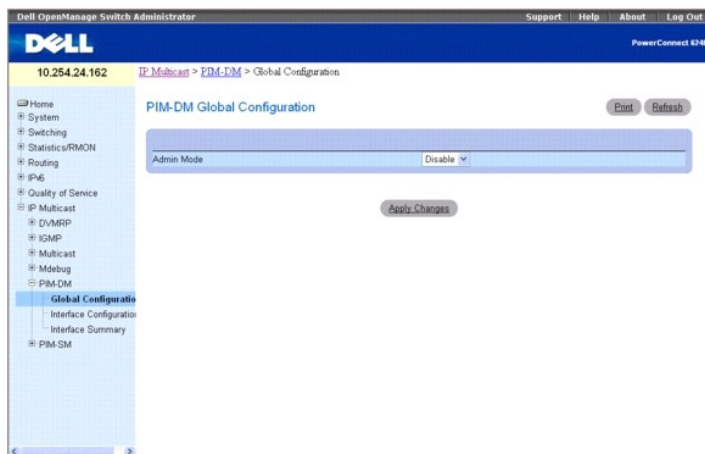 Dell OpenManage Switch Administrator
Support Help About Log Out
DELL
PowerConnect
10.254.24.162
IP Multicast > PIM-DM > Global Configuration
Home
System
Switching
Statistics/RMON
Routing
IPv6
Quality of Service
IP Multicast
DVMRP
IGMP
Multicast
Mdebug
PIM-DM
Global Configuratio
Interface Configuration
Interface Summary
PIM-SM
PIM-DM Global Configuration
Print Refresh
Admin Mode Disable
Apply Changes